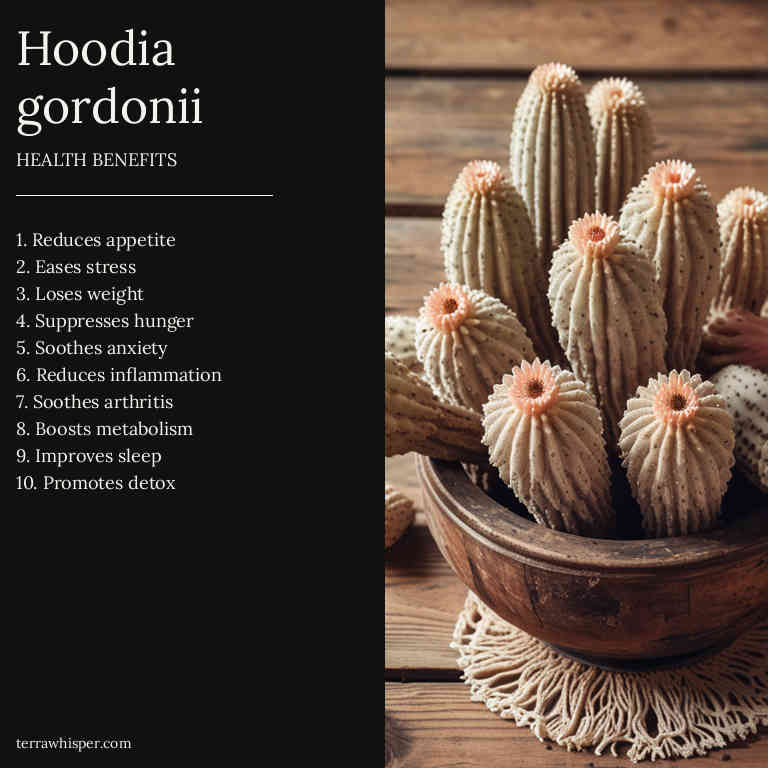 Hoodia
gordonii
HEALTH BENEFITS
1. Reduces appetite
2. Eases stress
3. Loses weight
4. Suppresses hunger
5. Soothes anxiety
6. Reduces inflammation
7. Soothes arthritis
8. Boosts metabolism
9. Improves sleep
10. Promotes detox
terrawhisper.com